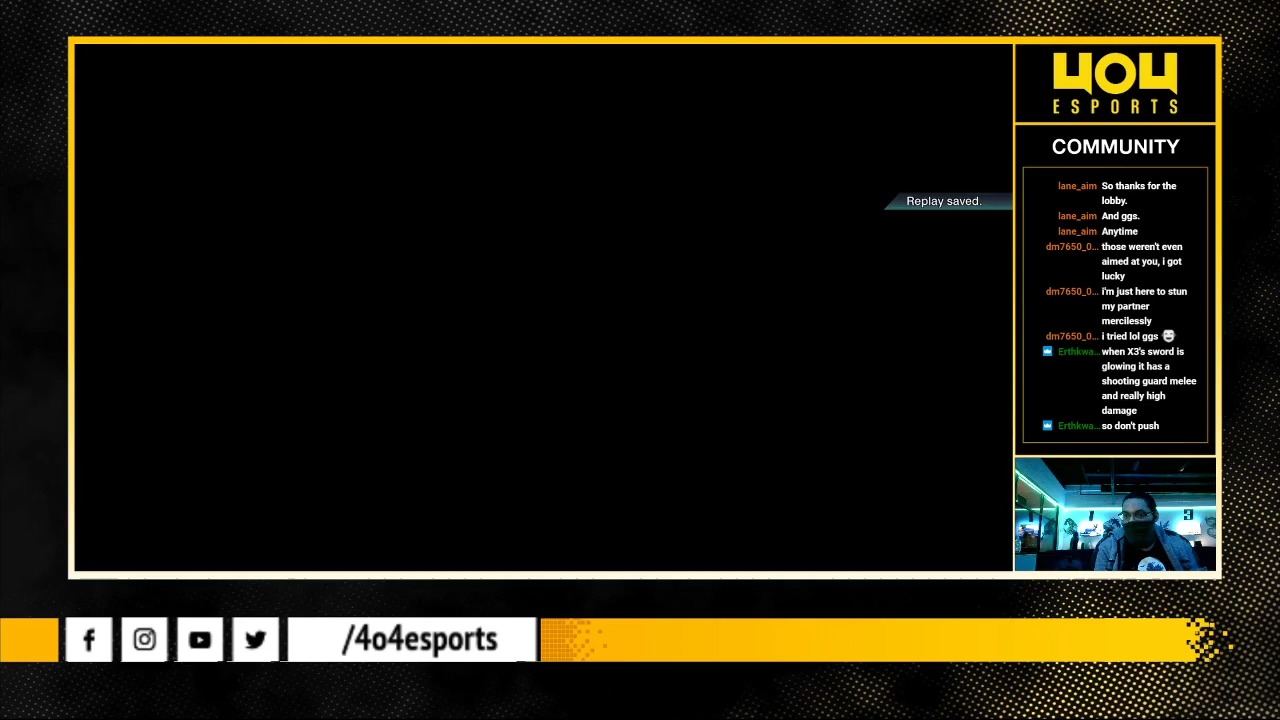 404
ESPORTS
COMMUNITY
Replay saved.
lane_aim So thanks for the
lobby.
lane_aim And ggs.
lane_aim Anytime
dm7650_0... those weren't even
aimed at you, i got
lucky
dm7650_0... i'm just here to stun
my partner
mercilessly
dm7650_0... i tried lol ggs
Erthkwa... when X3's sword is
glowing it has a
shooting guard melee
and really high
damage
Erthkwa... so don't push
3
/4o4esports